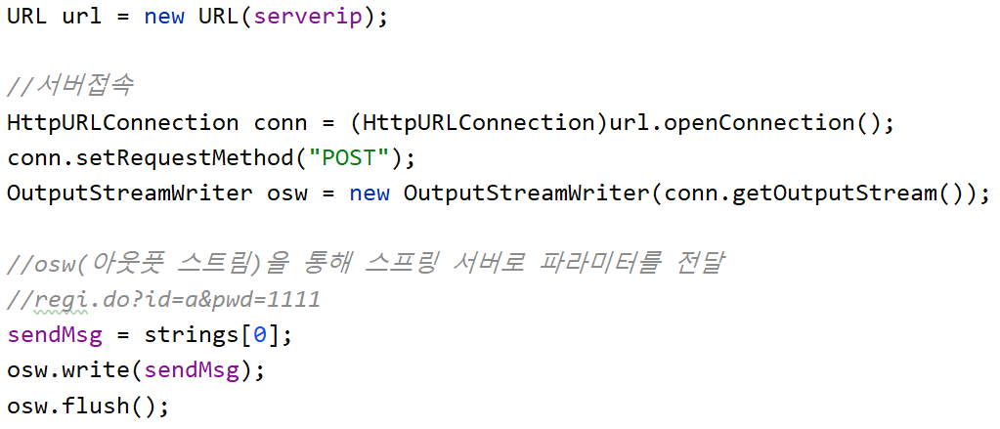 URL url = new URL(serverip);
//서버접속
HttpURLConnection conn = (HttpURLConnection)url.openConnection();
conn.setRequestMethod("POST");
OutputStreamWriter osw = new OutputStreamWriter(conn.getOutputStream());
//osw(아웃풋 스트림)을 통해 스프링 서버로 파라미터를 전달
//regi.do?id=a&pwd=1111
sendMsg = strings[0];
osw.write(sendMsg);
osw.flush();